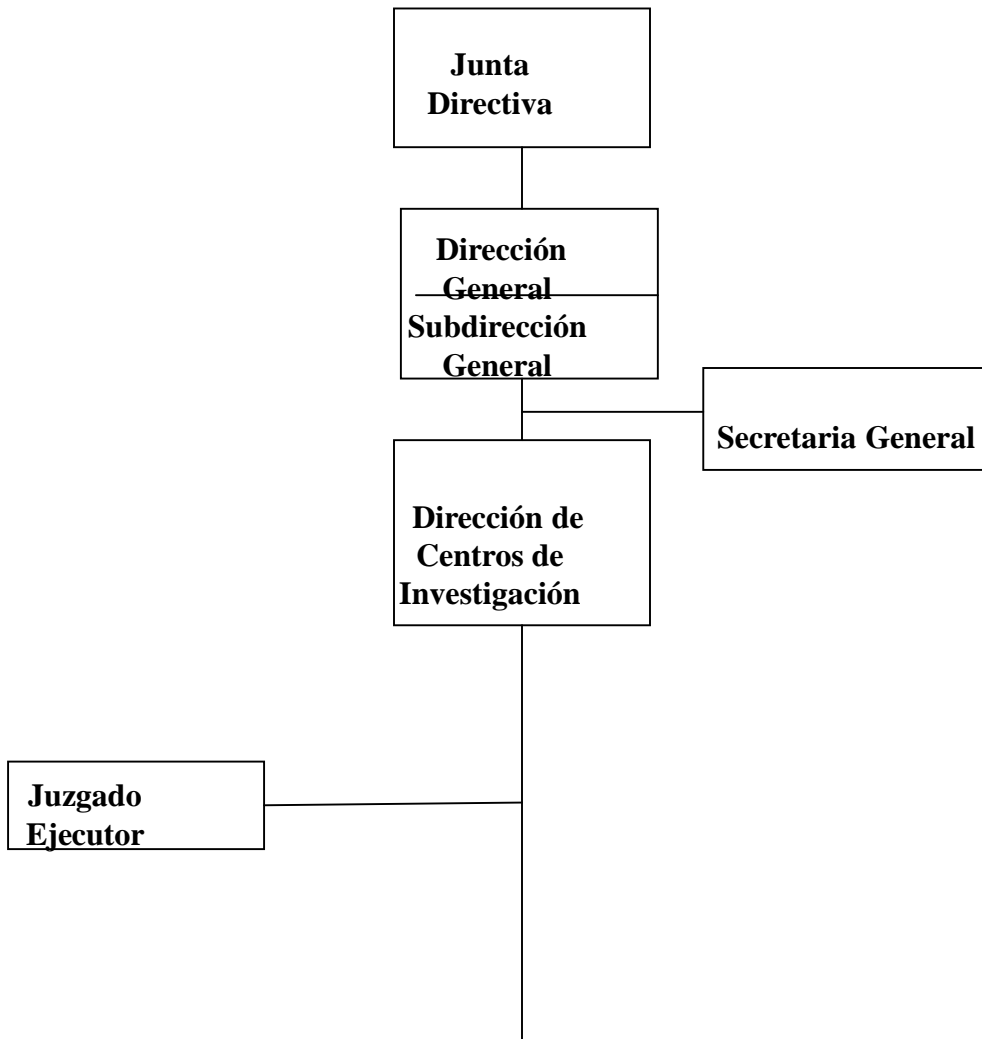 Junta
Directiva
Dirección
General
Subdirección
General
Secretaria General
Dirección de
Centros de
Investigación
Juzgado
Ejecutor